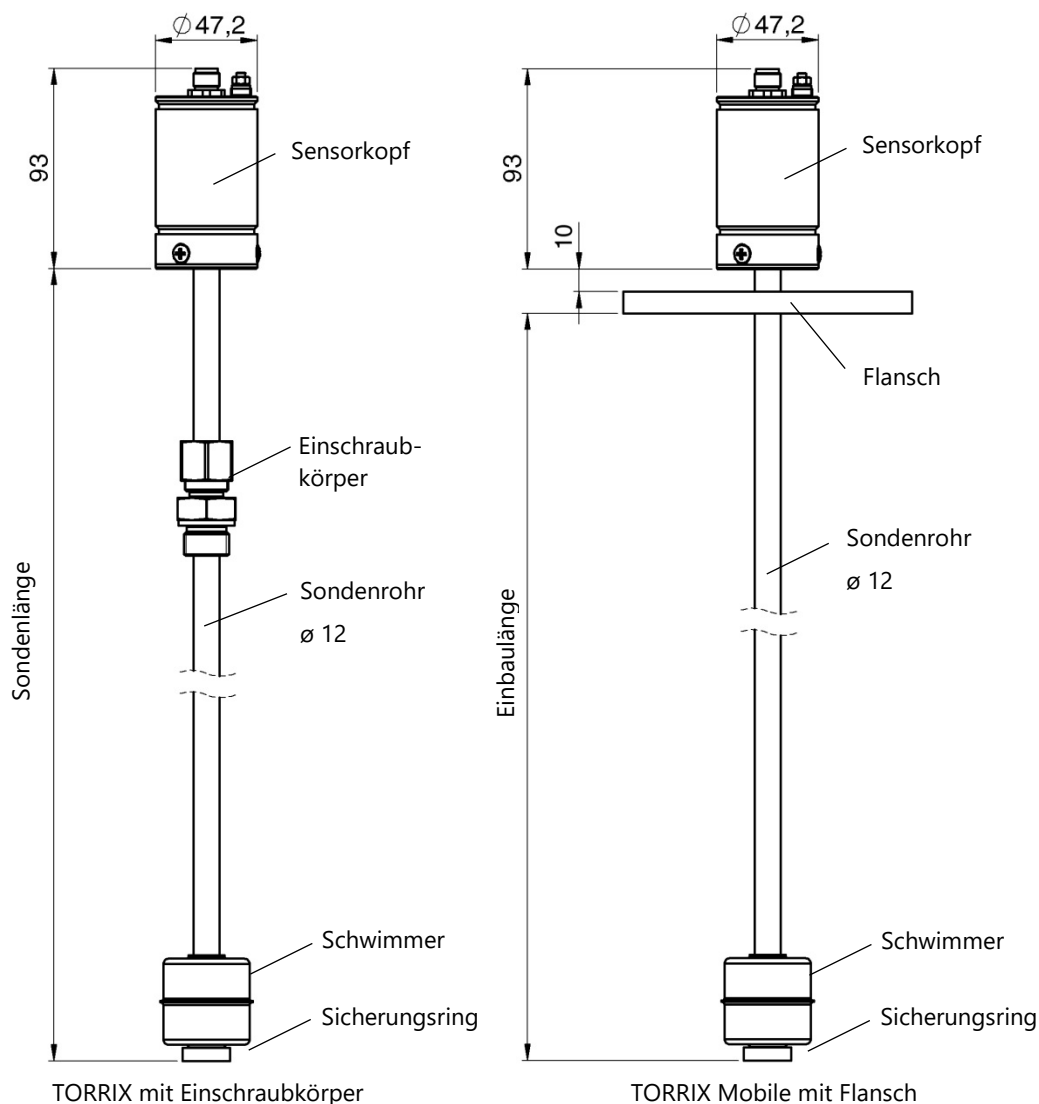 Ø 47,2
93
Sensorkopf
Einschraub-
körper
Sondenrohr
ø 12
Sondenlänge
Schwimmer
Sicherungsring
TORRIX mit Einschraubkörper
Ø 47,2
93
Sensorkopf
10
Flansch
Sondenrohr
ø 12
Einbaulänge
Schwimmer
Sicherungsring
TORRIX Mobile mit Flansch